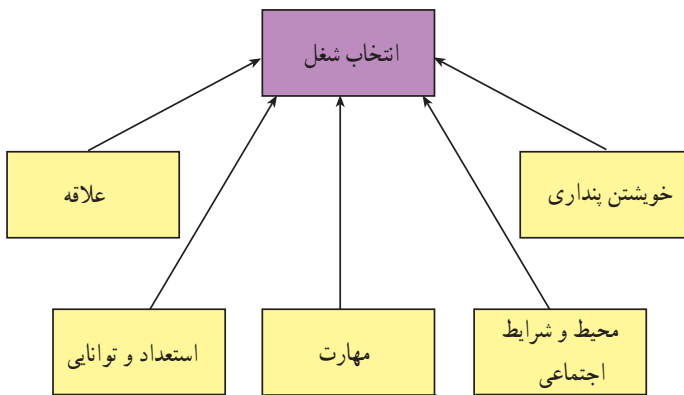 انتخاب شغل
خویشتن پنداری
علاقه
محیط و شرایط
اجتماعی
مهارت
استعداد و توانایی